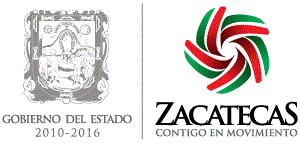 GOBIERNO DEL ESTADO
2010-2016
ZACATECAS
CONTIGO EN MOVIMIENTO